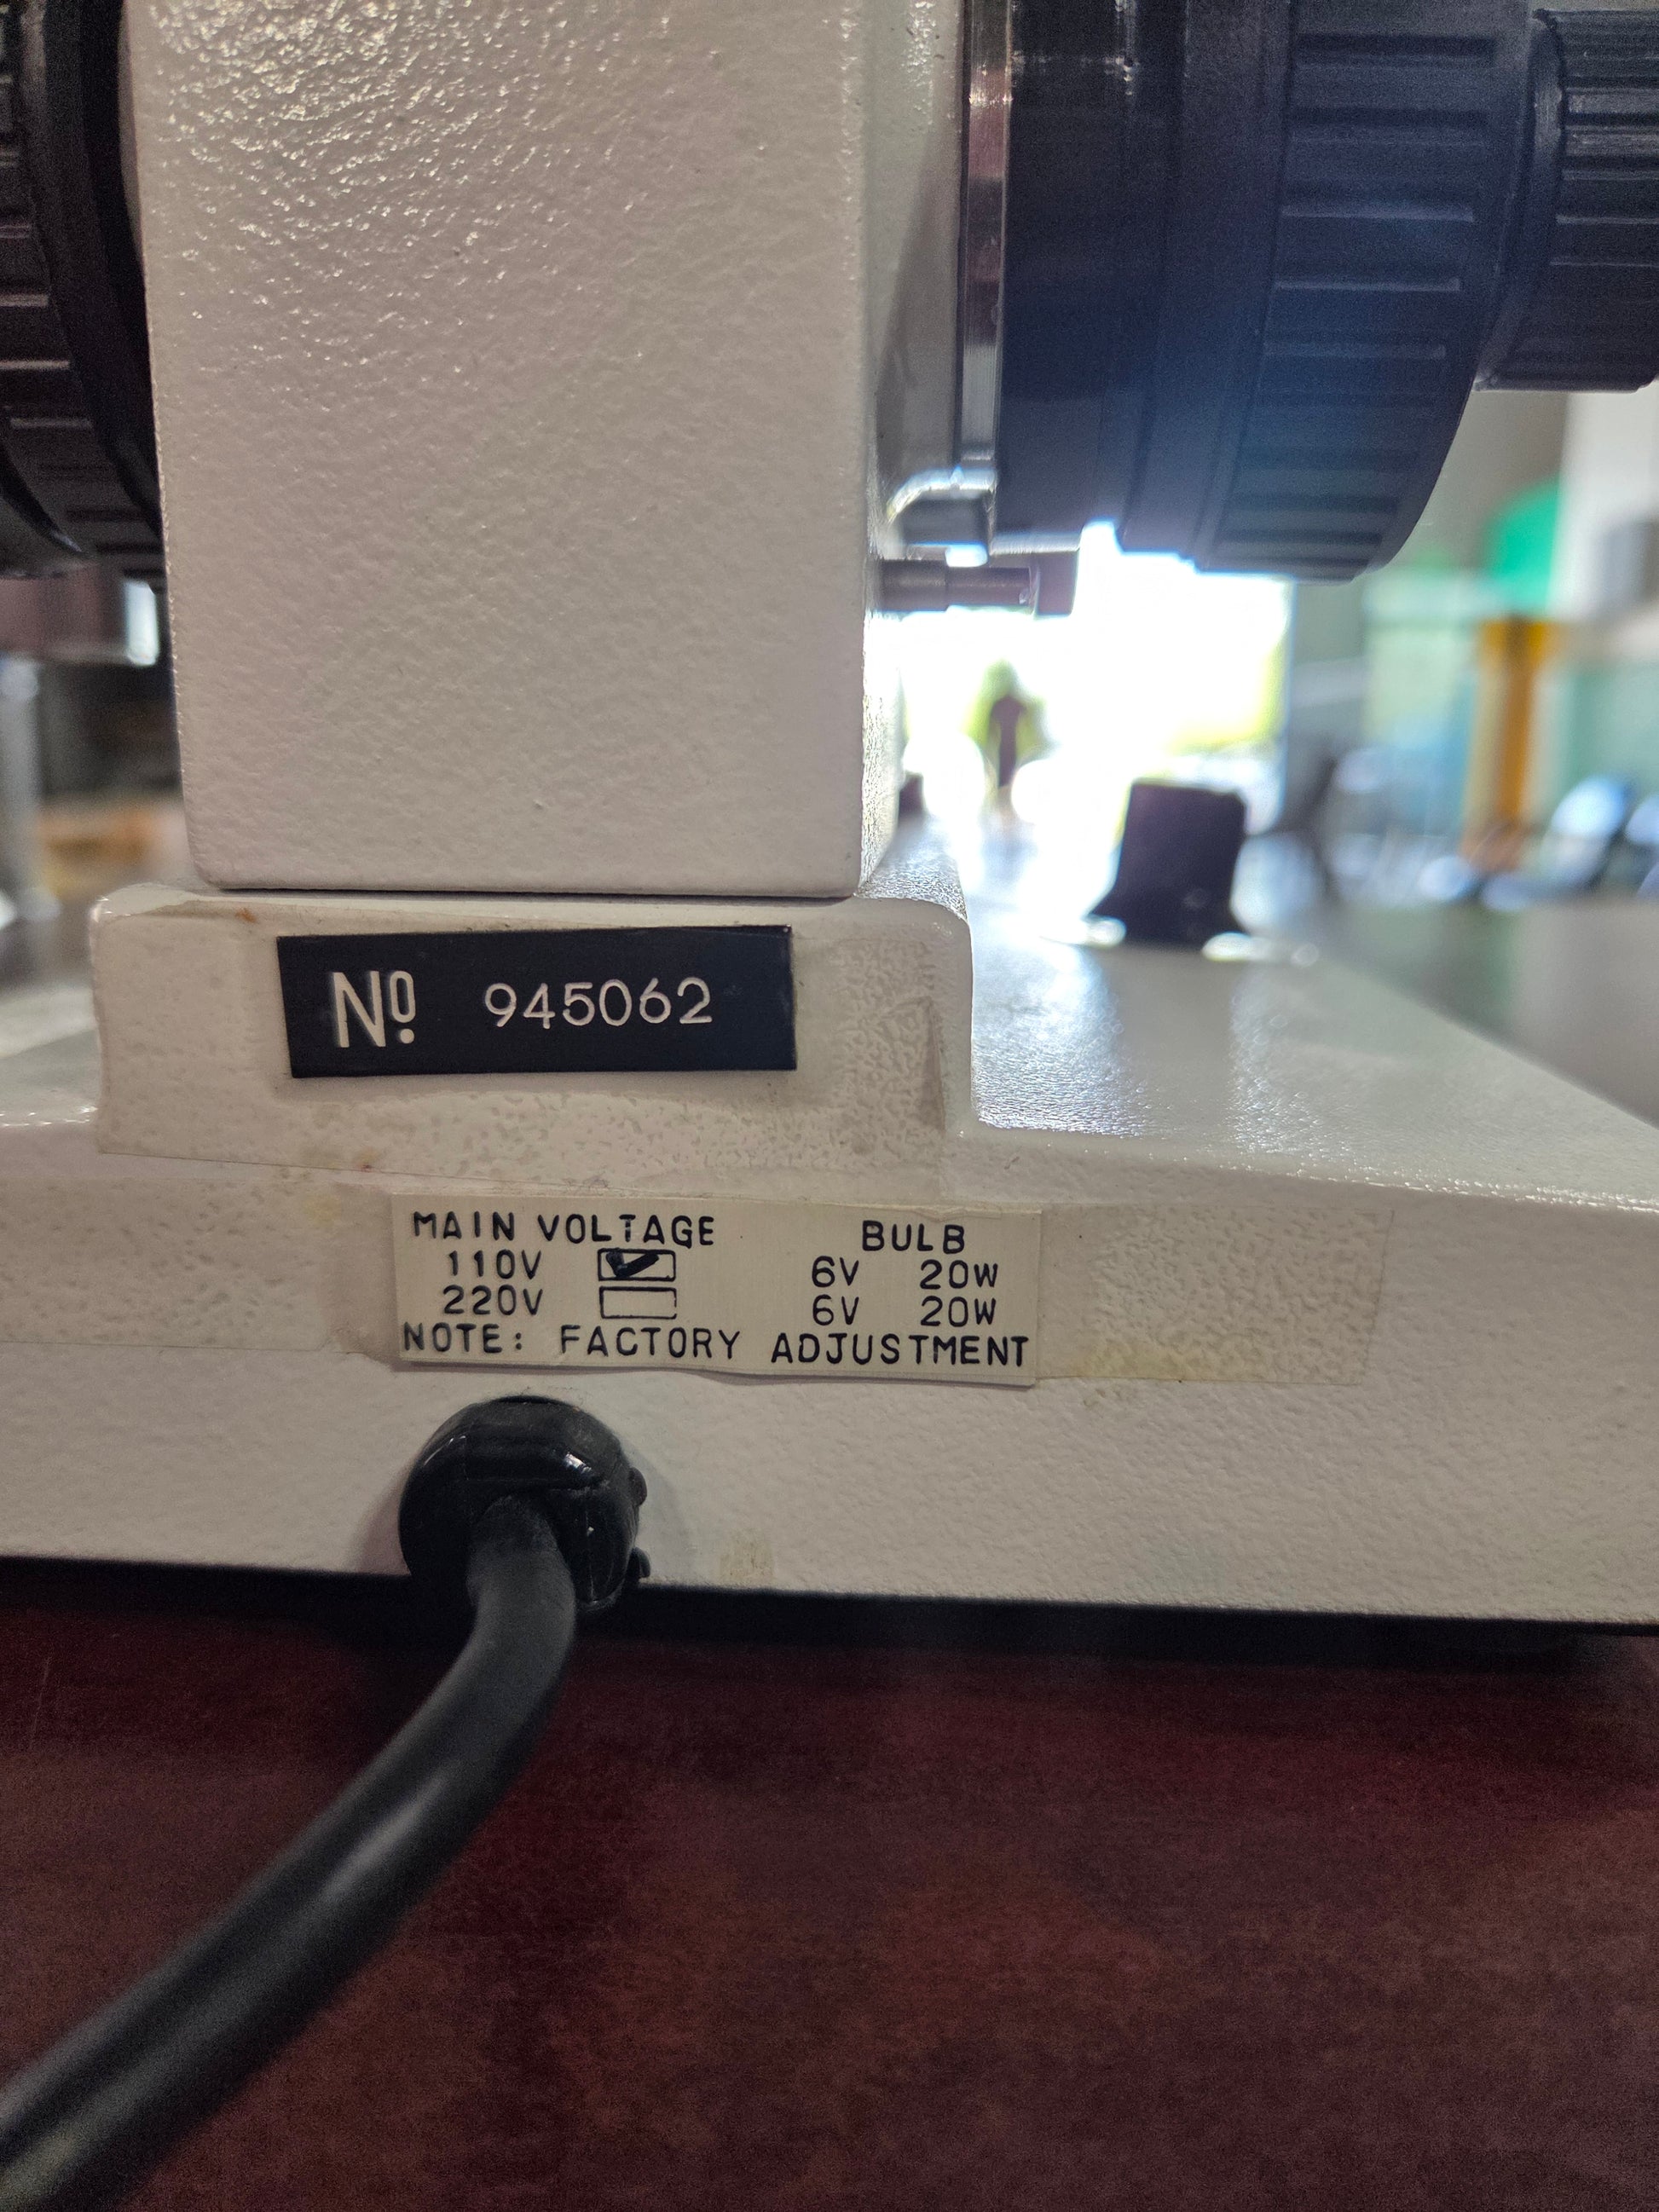 Nº 945062
MAIN VOLTAGE BULB
110V 6V 20W
220V 6V 20W
NOTE: FACTORY ADJUSTMENT